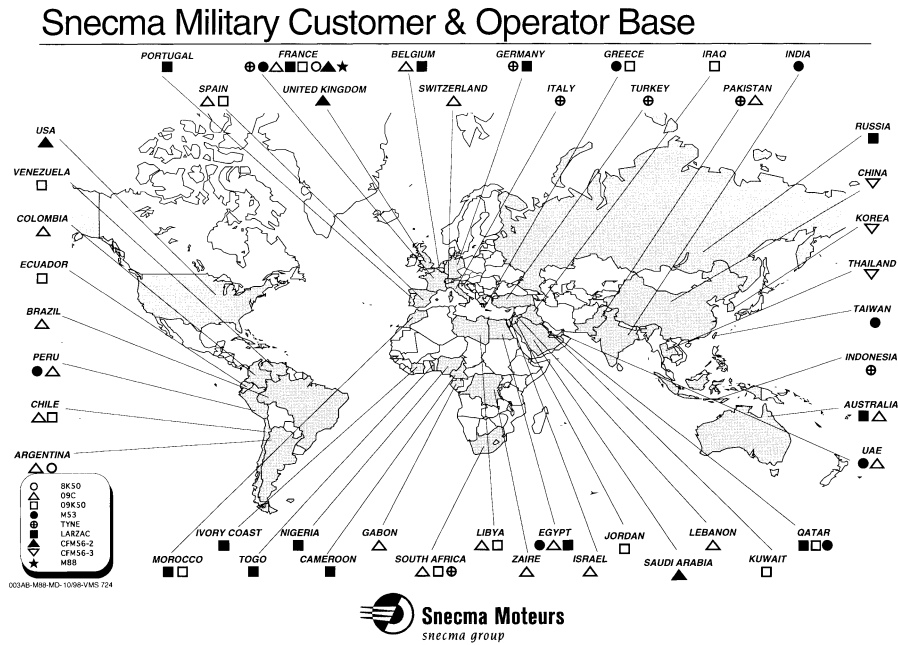 Snecma Military Customer & Operator Base
PORTUGAL
FRANCE
BELGIUM
GERMANY
GREECE
IRAQ
INDIA
SPAIN
UNITED KINGDOM
SWITZERLAND
ITALY
TURKEY
PAKISTAN
USA
RUSSIA
VENEZUELA
CHINA
COLOMBIA
KOREA
ECUADOR
THAILAND
BRAZIL
TAIWAN
PERU
INDONESIA
CHILE
AUSTRALIA
ARGENTINA
UAE
8K50
09C
09K50
M53
TYNE
LARZAC
CFM56-2
CFM56-3
M88
IVORY COAST
NIGERIA
GABON
LIBYA
EGYPT
JORDAN
LEBANON
QATAR
MOROCCO
TOGO
CAMEROON
SOUTH AFRICA
ZAIRE
ISRAEL
SAUDI ARABIA
KUWAIT
003AB-M88-MD- 10/98-VMS 724
Snecma Moteurs
snecma group